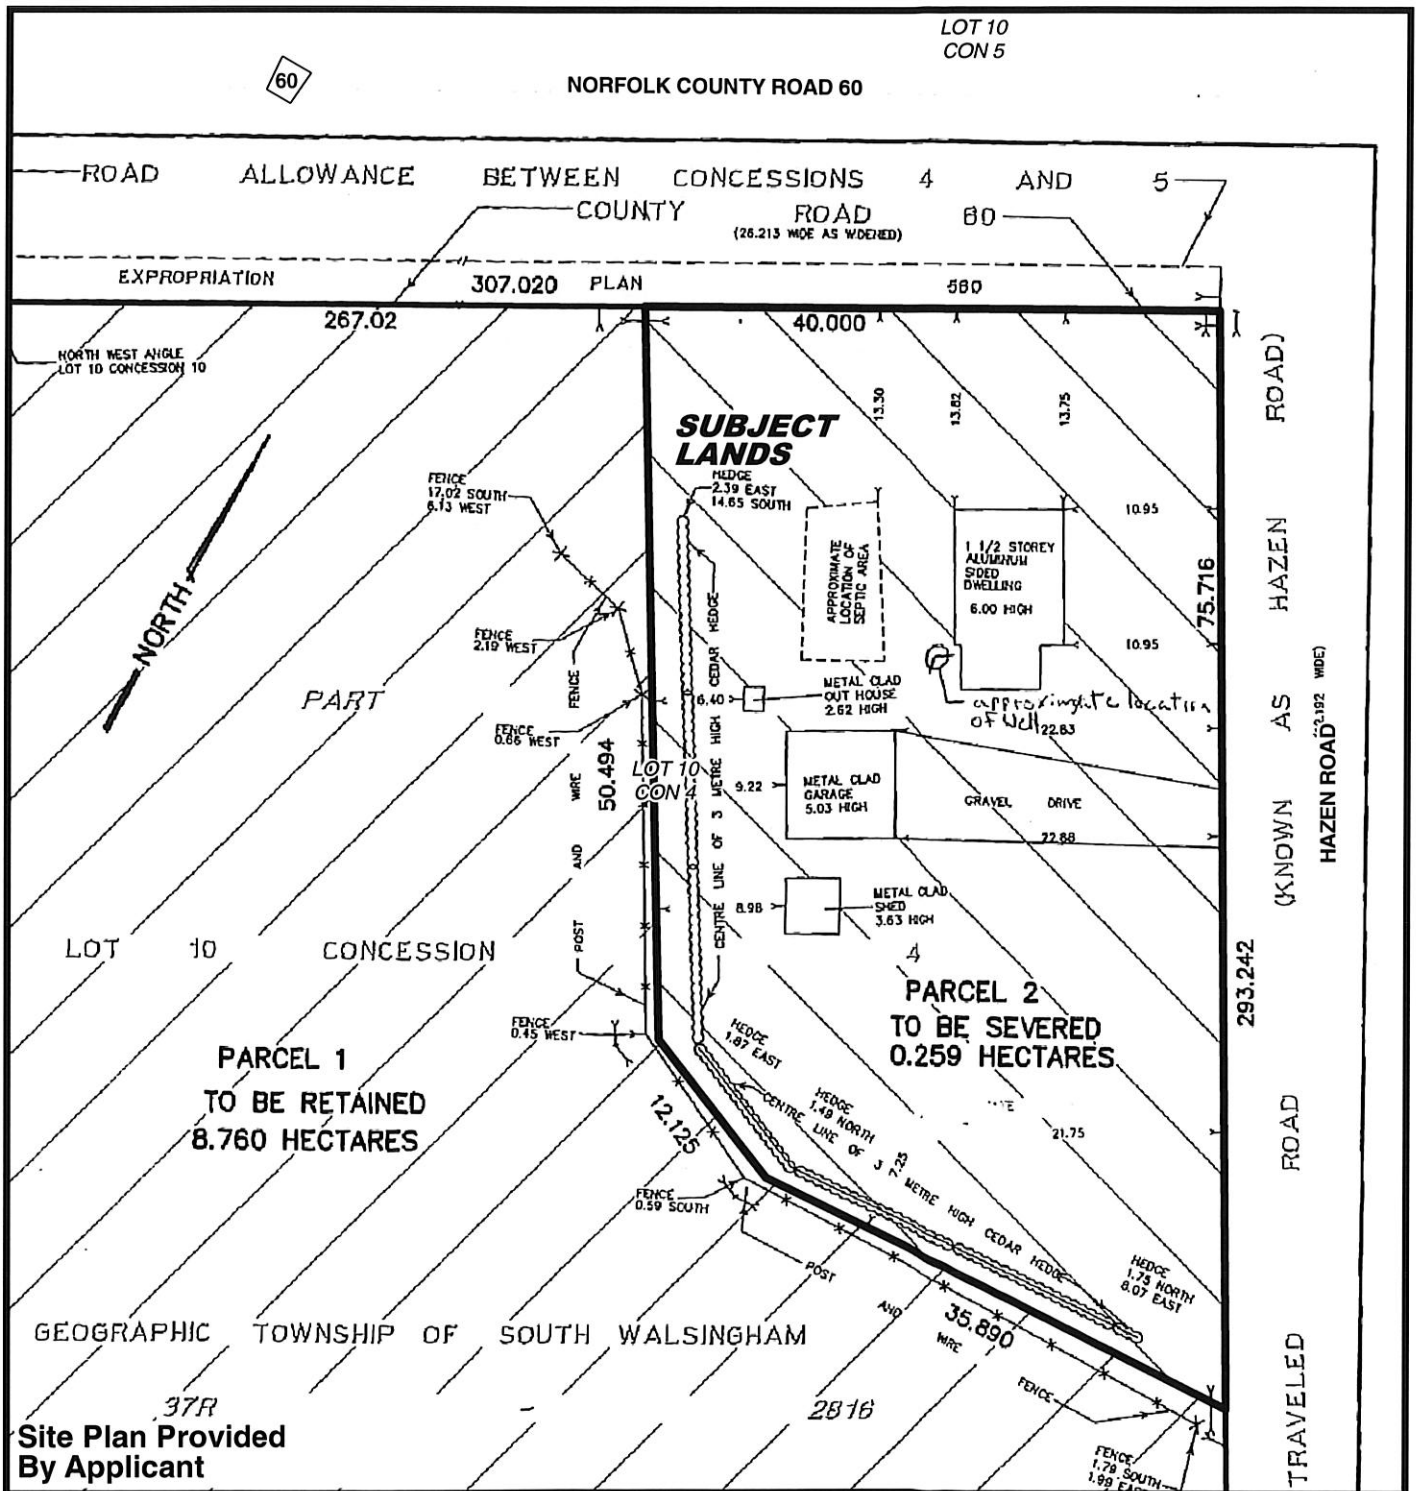 LOT 10
CON 5
60
NORFOLK COUNTY ROAD 60
ROAD ALLOWANCE BETWEEN CONCESSIONS 4 AND 5
COUNTY ROAD 60
(26.213 WIDE AS WIDENED)
EXPROPRIATION 307.020 PLAN 560
267.02
40.000
NORTH WEST ANGLE
LOT 10 CONCESSION 10
13.30
13.82
13.75
SUBJECT
LANDS
HEDGE
2.39 EAST
14.65 SOUTH
FENCE
17.02 SOUTH
6.13 WEST
NORTH
APPROXIMATE
LOCATION OF
SEPTIC AREA
1 1/2 STOREY
ALUMINUM
SIDED
DWELLING
6.00 HIGH
10.95
10.95
75.716
FENCE
2.19 WEST
PART
FENCE
0.66 WEST
6.40
METAL CLAD
OUT HOUSE
2.62 HIGH
approximate location
of Well
22.83
50.494
LOT 10
CON 4
9.22
METAL CLAD
GARAGE
5.03 HIGH
GRAVEL DRIVE
22.88
POST AND WIRE FENCE
CENTRE LINE OF 3 METRE HIGH CEDAR HEDGE
8.98
METAL CLAD
SHED
3.63 HIGH
LOT 10 CONCESSION 4
PARCEL 2
TO BE SEVERED
0.259 HECTARES
293.242
FENCE
0.45 WEST
HEDGE
1.87 EAST
PARCEL 1
TO BE RETAINED
8.760 HECTARES
12.125
HEDGE
1.49 NORTH
7.25
CENTRE LINE OF 3 METRE HIGH CEDAR HEDGE
21.75
FENCE
0.59 SOUTH
HEDGE
1.75 NORTH
8.07 EAST
POST AND WIRE FENCE
35.890
GEOGRAPHIC TOWNSHIP OF SOUTH WALSINGHAM
37R - 2816
FENCE
1.79 SOUTH
1.99 EAST
TRAVELED ROAD (KNOWN AS HAZEN ROAD)
HAZEN ROAD
WIDE)
Site Plan Provided
By Applicant